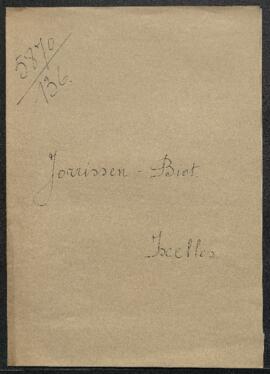 5870
/136.
Jorissen - Biot.
Ixelles